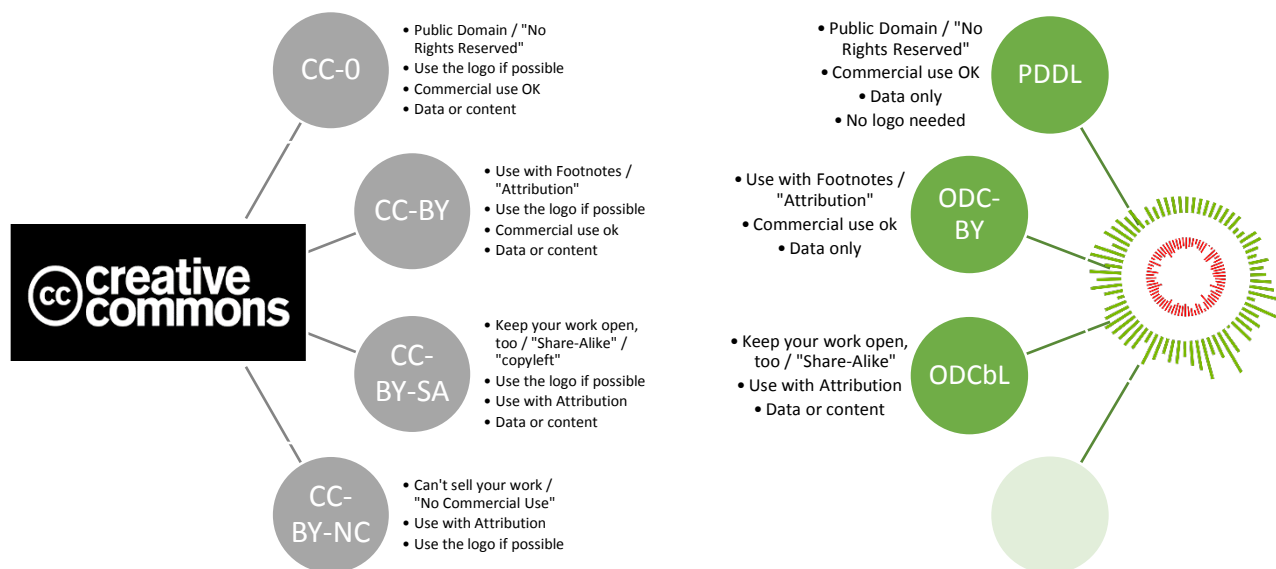 CC-0
• Public Domain / "No
Rights Reserved"
• Use the logo if possible
• Commercial use OK
• Data or content
CC-BY
• Use with Footnotes /
"Attribution"
• Use the logo if possible
• Commercial use ok
• Data or content
cc creative
commons
CC-
BY-SA
• Keep your work open,
too / "Share-Alike" /
"copyleft"
• Use the logo if possible
• Use with Attribution
• Data or content
CC-
BY-NC
• Can't sell your work /
"No Commercial Use"
• Use with Attribution
• Use the logo if possible
• Public Domain / "No
Rights Reserved"
• Commercial use OK
• Data only
• No logo needed
PDDL
• Use with Footnotes /
"Attribution"
• Commercial use ok
• Data only
ODC-
BY
• Keep your work open,
too / "Share-Alike"
• Use with Attribution
• Data or content
ODCbL